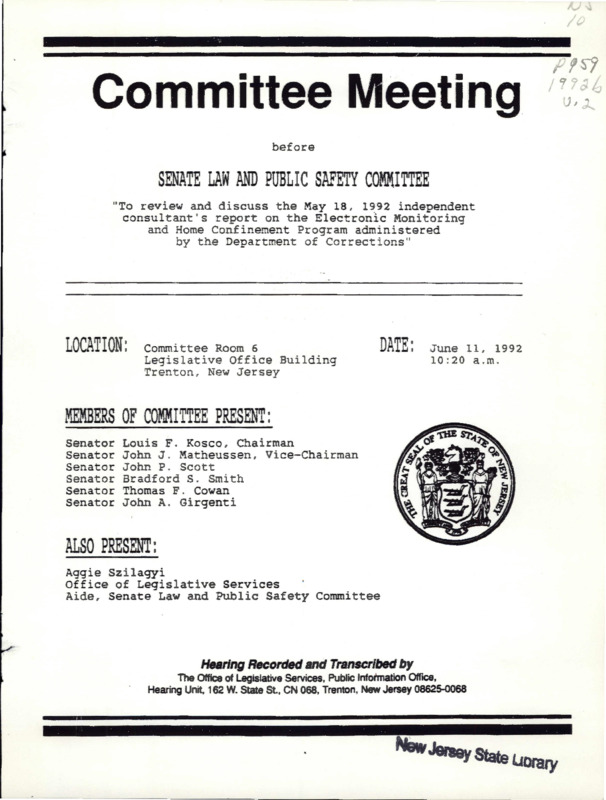 NJ
10
P959
1992b
V.2
Committee Meeting
before
SENATE LAW AND PUBLIC SAFETY COMMITTEE
"To review and discuss the May 18, 1992 independent
consultant's report on the Electronic Monitoring
and Home Confinement Program administered
by the Department of Corrections"
LOCATION: Committee Room 6
Legislative Office Building
Trenton, New Jersey
DATE: June 11, 1992
10:20 a.m.
MEMBERS OF COMMITTEE PRESENT:
Senator Louis F. Kosco, Chairman
Senator John J. Matheussen, Vice-Chairman
Senator John P. Scott
Senator Bradford S. Smith
Senator Thomas F. Cowan
Senator John A. Girgenti
THE GREAT SEAL OF THE STATE OF NEW JERSEY
ALSO PRESENT:
Aggie Szilagyi
Office of Legislative Services
Aide, Senate Law and Public Safety Committee
Hearing Recorded and Transcribed by
The Office of Legislative Services, Public Information Office,
Hearing Unit, 162 W. State St., CN 068, Trenton, New Jersey 08625-0068
New Jersey State Library